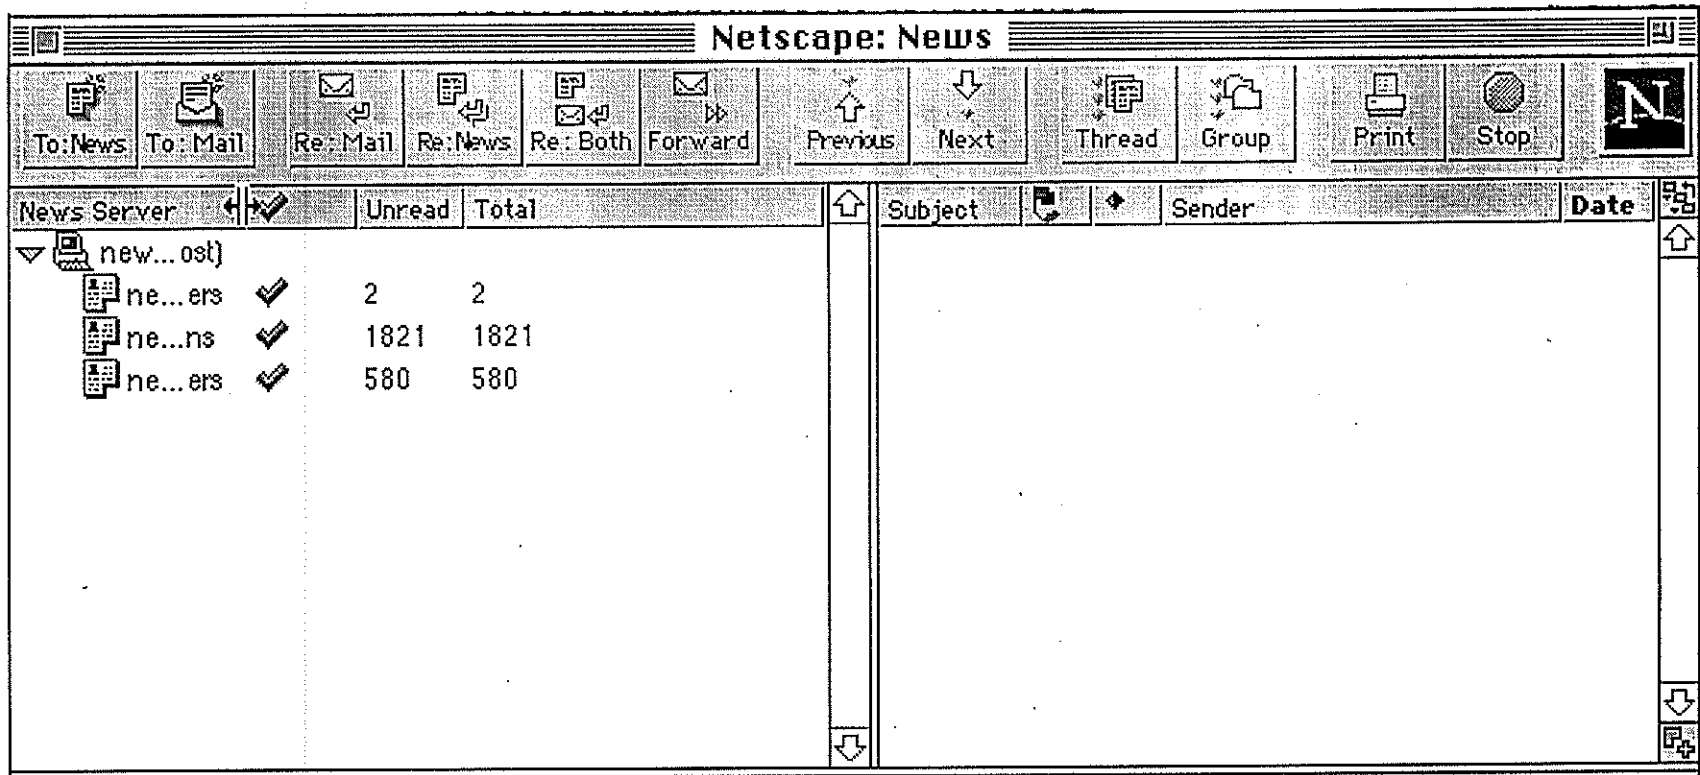 Netscape: News
To:News To: Mail Re: Mail Re:News Re: Both Forward Previous Next Thread Group Print Stop N
News Server Unread Total Subject Sender Date
new...ost)
ne...ers 2 2
ne...ns 1821 1821
ne...ers 580 580